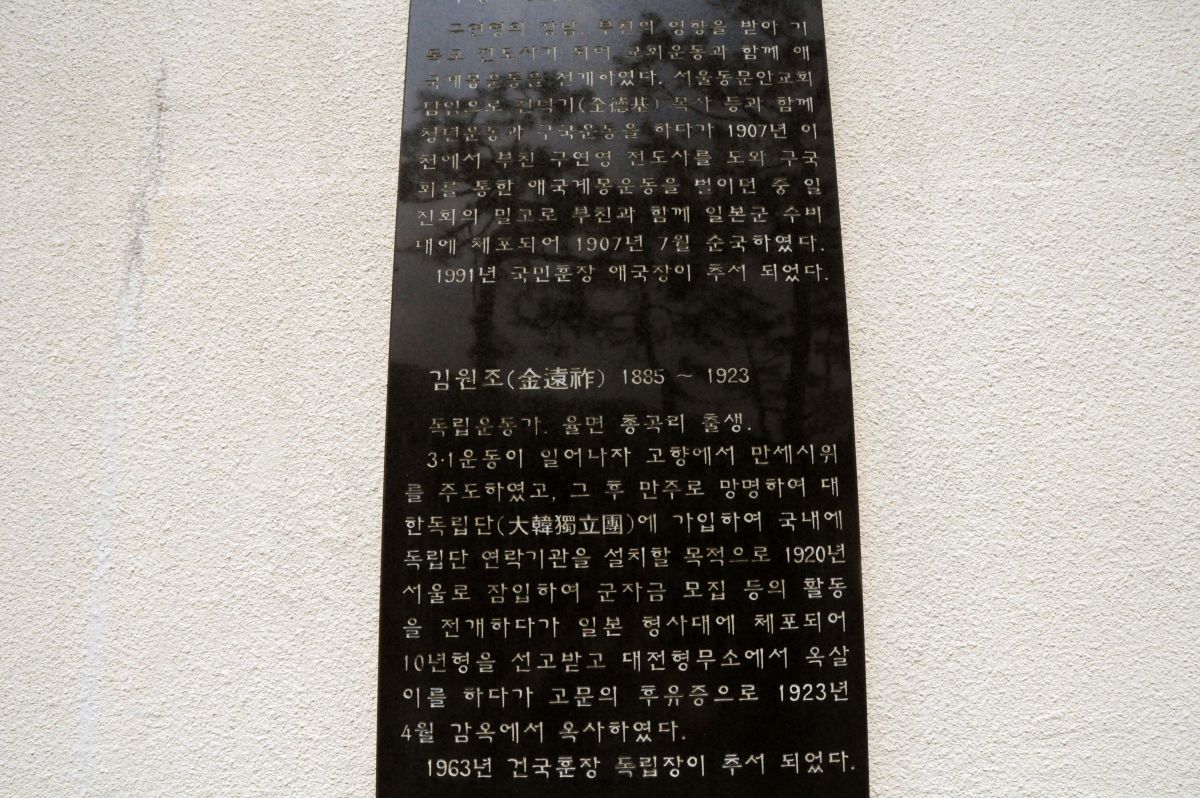 구연영의 장남. 부친의 영향을 받아 기
독교 전도사가 되어 교회운동과 함께 애
국계몽운동을 전개하였다. 서울동문안교회
담임으로 전덕기(全德基) 목사 등과 함께
청년운동과 구국운동을 하다가 1907년 이
천에서 부친 구연영 전도사를 도와 구국
회를 통한 애국계몽운동을 벌이던 중 일
진회의 밀고로 부친과 함께 일본군 수비
대에 체포되어 1907년 7월 순국하였다.
1991년 국민훈장 애국장이 추서 되었다.
김원조(金遠祚) 1885 ~ 1923
독립운동가. 율면 총곡리 출생.
3·1운동이 일어나자 고향에서 만세시위
를 주도하였고, 그 후 만주로 망명하여 대
한독립단(大韓獨立團)에 가입하여 국내에
독립단 연락기관을 설치할 목적으로 1920년
서울로 잠입하여 군자금 모집 등의 활동
을 전개하다가 일본 형사대에 체포되어
10년형을 선고받고 대전형무소에서 옥살
이를 하다가 고문의 후유증으로 1923년
4월 감옥에서 옥사하였다.
1963년 건국훈장 독립장이 추서 되었다.